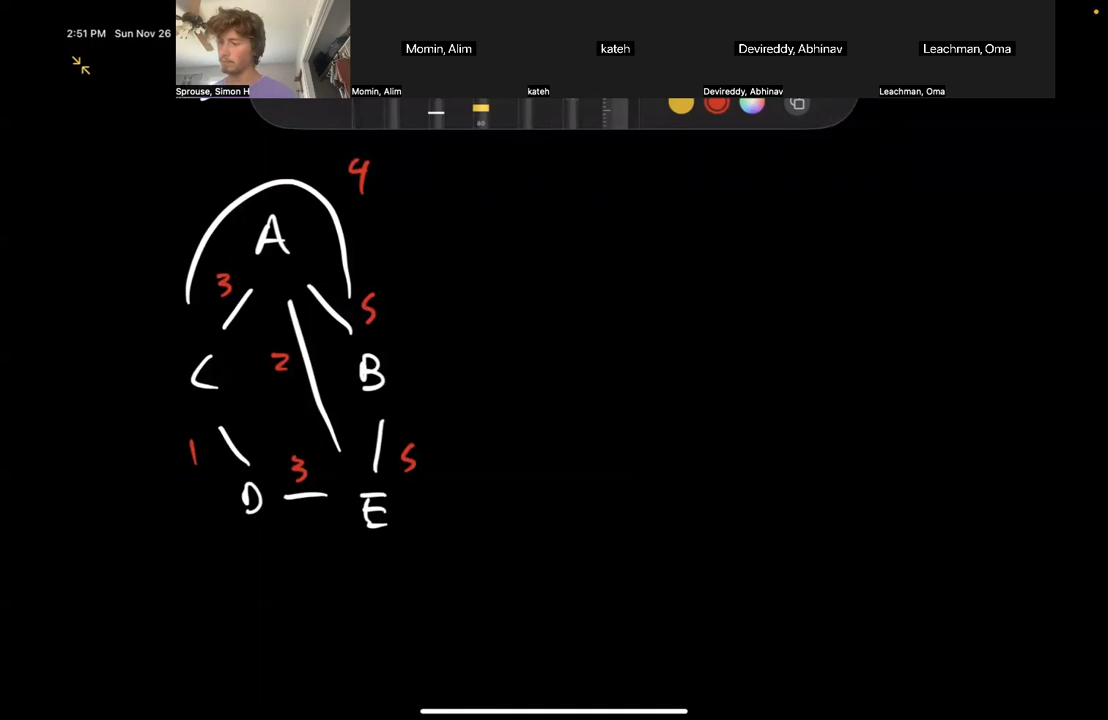 2:51 PM Sun Nov 26
Momin, Alim
kateh
Devireddy, Abhinav
Leachman, Oma
Sprouse, Simon H
Momin, Alim
kateh
Devireddy, Abhinav
Leachman, Oma
80
4
A
3
5
2
C
B
1
3
5
D
E